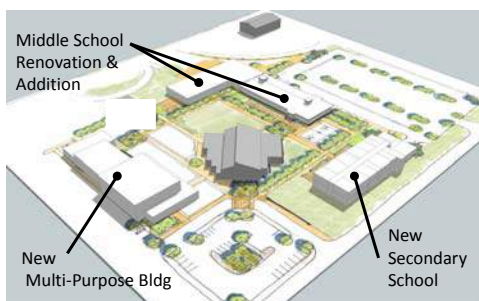 Middle School
Renovation &
Addition
New
Multi-Purpose Bldg
New
Secondary
School